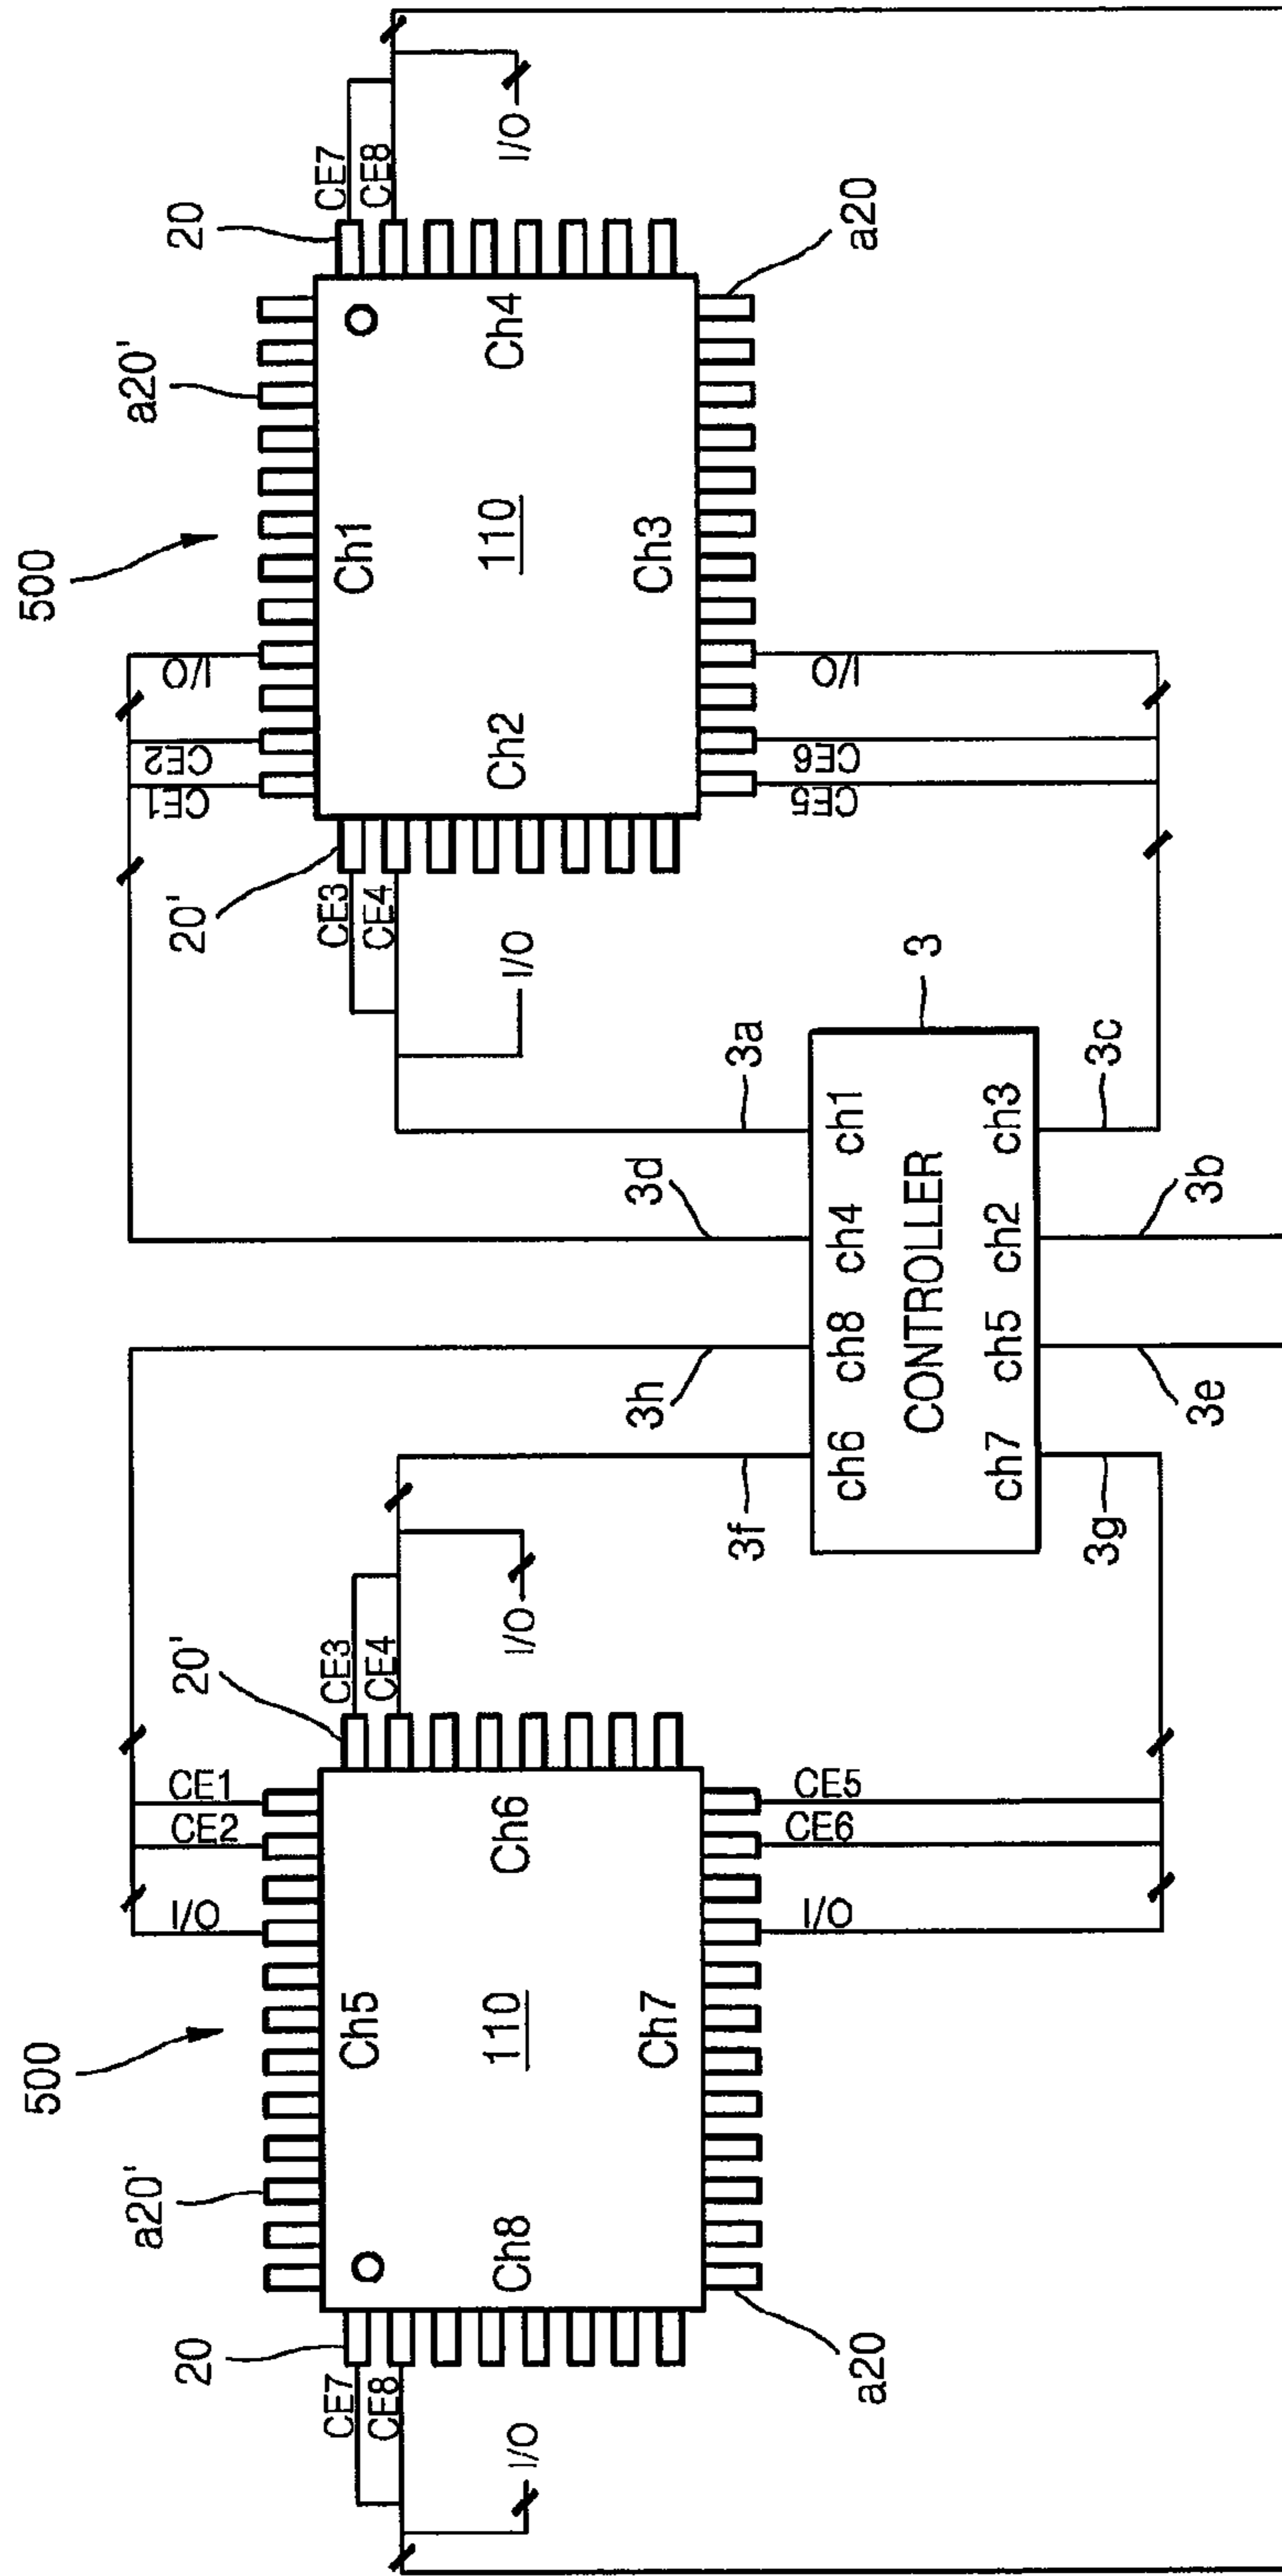 500
500
a20'
a20'
20
CE7
CE8
I/O
CE1
CE2
I/O
20'
CE3
CE4
I/O
CE1
CE2
I/O
20'
CE3
CE4
I/O
20
CE7
CE8
I/O
Ch5
Ch8
110
Ch6
Ch7
Ch1
Ch2
110
Ch4
Ch3
a20
CE5
CE6
I/O
CE5
CE6
I/O
a20
3f
3h
3d
3a
3
ch6
ch8
ch4
ch1
CONTROLLER
ch7
ch5
ch2
ch3
3g
3e
3b
3c